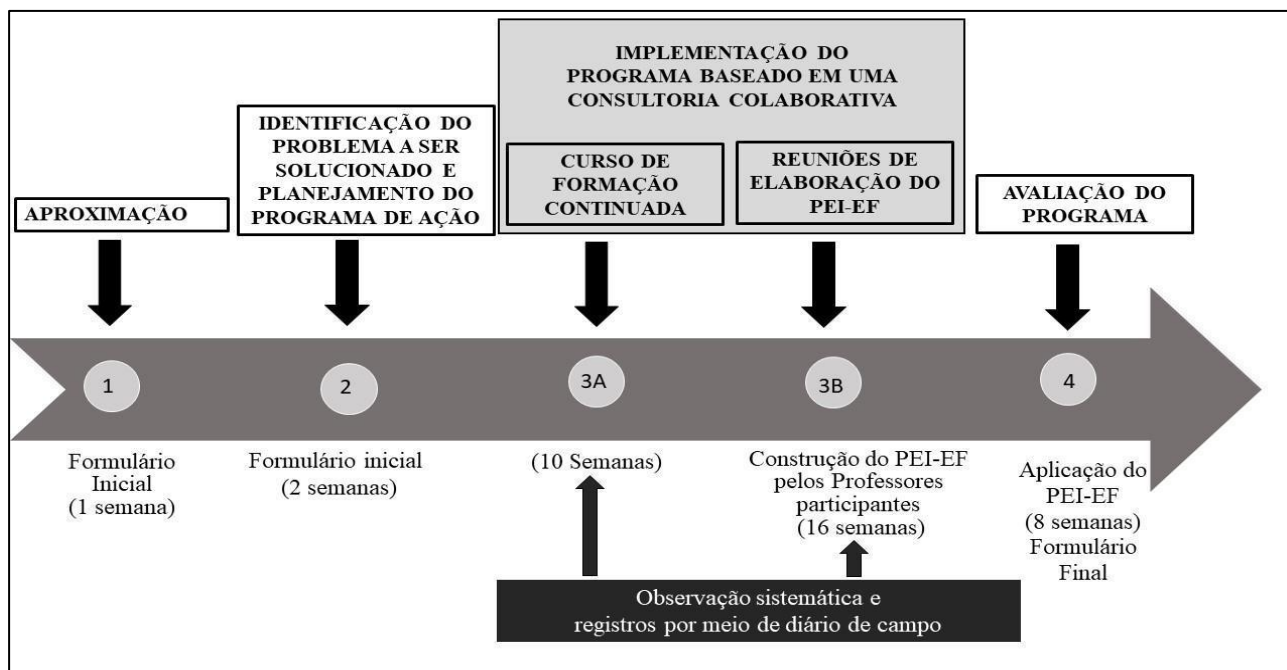 IMPLEMENTAÇÃO DO
PROGRAMA BASEADO EM UMA
CONSULTORIA COLABORATIVA
APROXIMAÇÃO
IDENTIFICAÇÃO DO
PROBLEMA A SER
SOLUCIONADO E
PLANEJAMENTO DO
PROGRAMA DE AÇÃO
CURSO DE
FORMAÇÃO
CONTINUADA
REUNIÕES DE
ELABORAÇÃO DO
PEI-EF
AVALIAÇÃO DO
PROGRAMA
1
2
3A
3B
4
Formulário
Inicial
(1 semana)
Formulário inicial
(2 semanas)
(10 Semanas)
Construção do PEI-EF
pelos Professores
participantes
(16 semanas)
Aplicação do
PEI-EF
(8 semanas)
Formulário
Final
Observação sistemática e
registros por meio de diário de campo